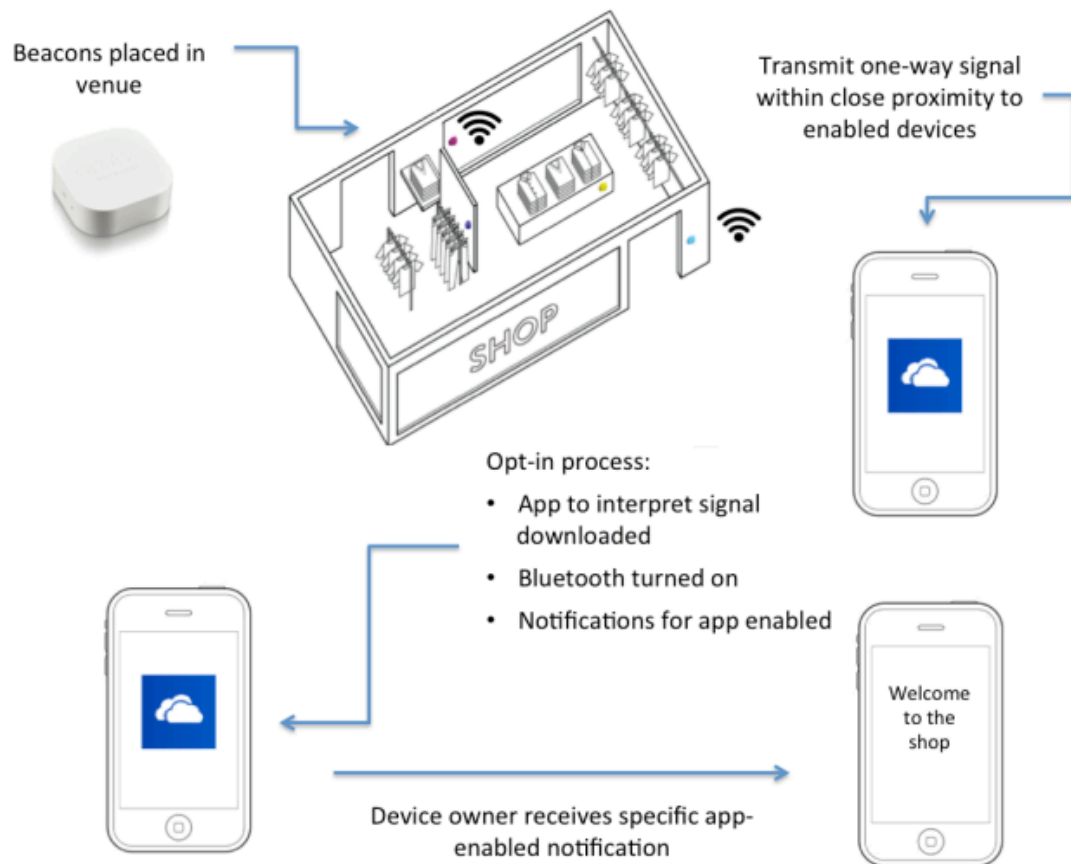 Beacons placed in
venue
Transmit one-way signal
within close proximity to
enabled devices
SHOP
Opt-in process:
• App to interpret signal
downloaded
• Bluetooth turned on
• Notifications for app enabled
Welcome
to the
shop
Device owner receives specific app-
enabled notification